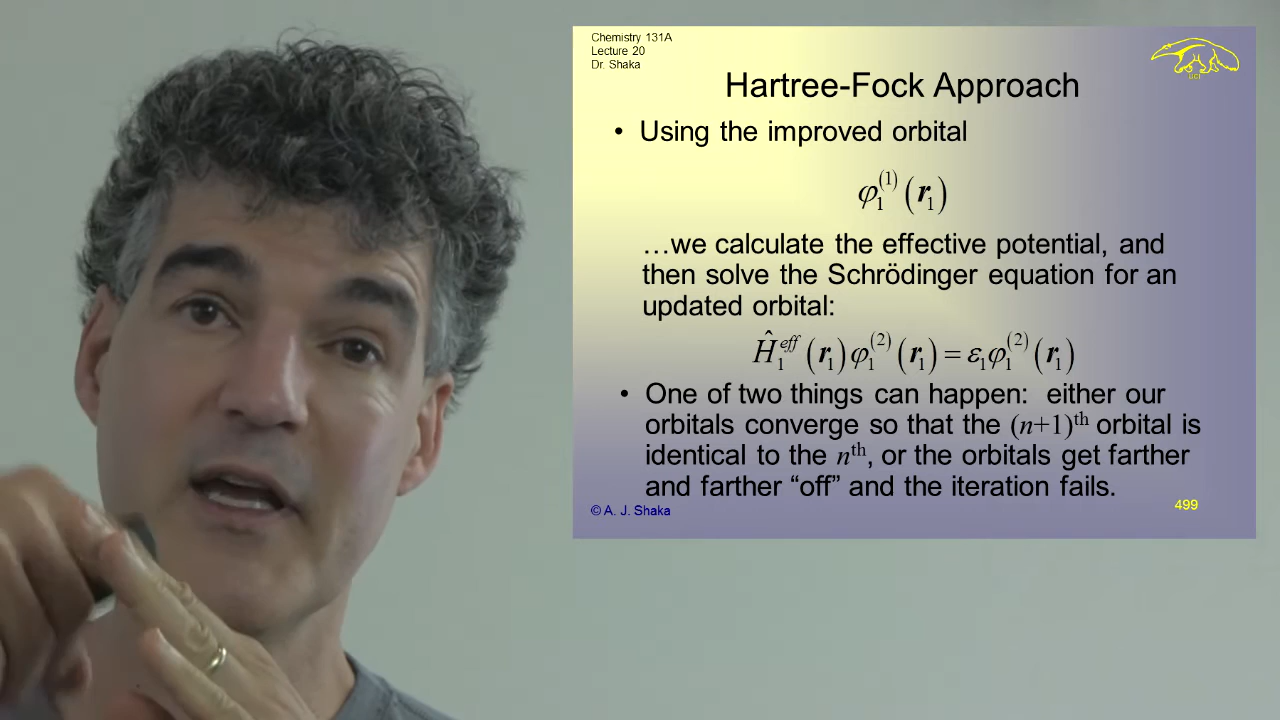 Chemistry 131A
Lecture 20
Dr. Shaka
UCI
Hartree-Fock Approach
• Using the improved orbital
φ₁⁽¹⁾(r₁)
…we calculate the effective potential, and
then solve the Schrödinger equation for an
updated orbital:
Ĥ₁ᵉᶠᶠ(r₁)φ₁⁽²⁾(r₁) = ε₁φ₁⁽²⁾(r₁)
• One of two things can happen: either our
orbitals converge so that the (n+1)ᵗʰ orbital is
identical to the nᵗʰ, or the orbitals get farther
and farther “off” and the iteration fails.
© A. J. Shaka
499